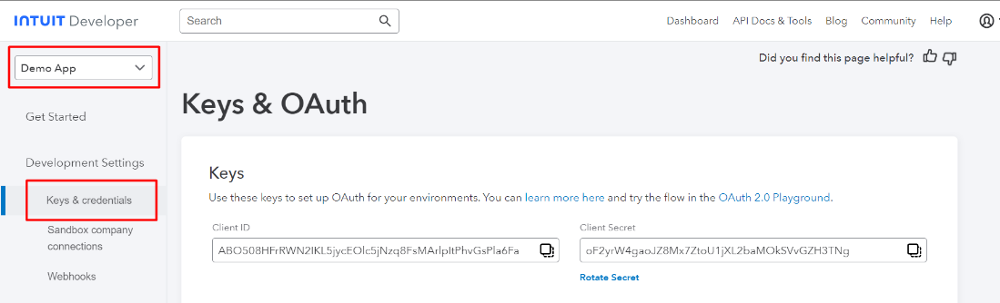 INTUIT Developer
Search
Dashboard API Docs & Tools Blog Community Help
Demo App
Did you find this page helpful?
Get Started
Keys & OAuth
Development Settings
Keys & credentials
Sandbox company
connections
Webhooks
Keys
Use these keys to set up OAuth for your environments. You can learn more here and try the flow in the OAuth 2.0 Playground.
Client ID
ABO508HFrRWN2IKL5jycEOlc5jNzq8FsMArlpItPhvGsPla6Fa
Client Secret
oF2yrW4gaoJZ8Mx7ZtoU1jXL2baMOkSVvGZH3TNg
Rotate Secret